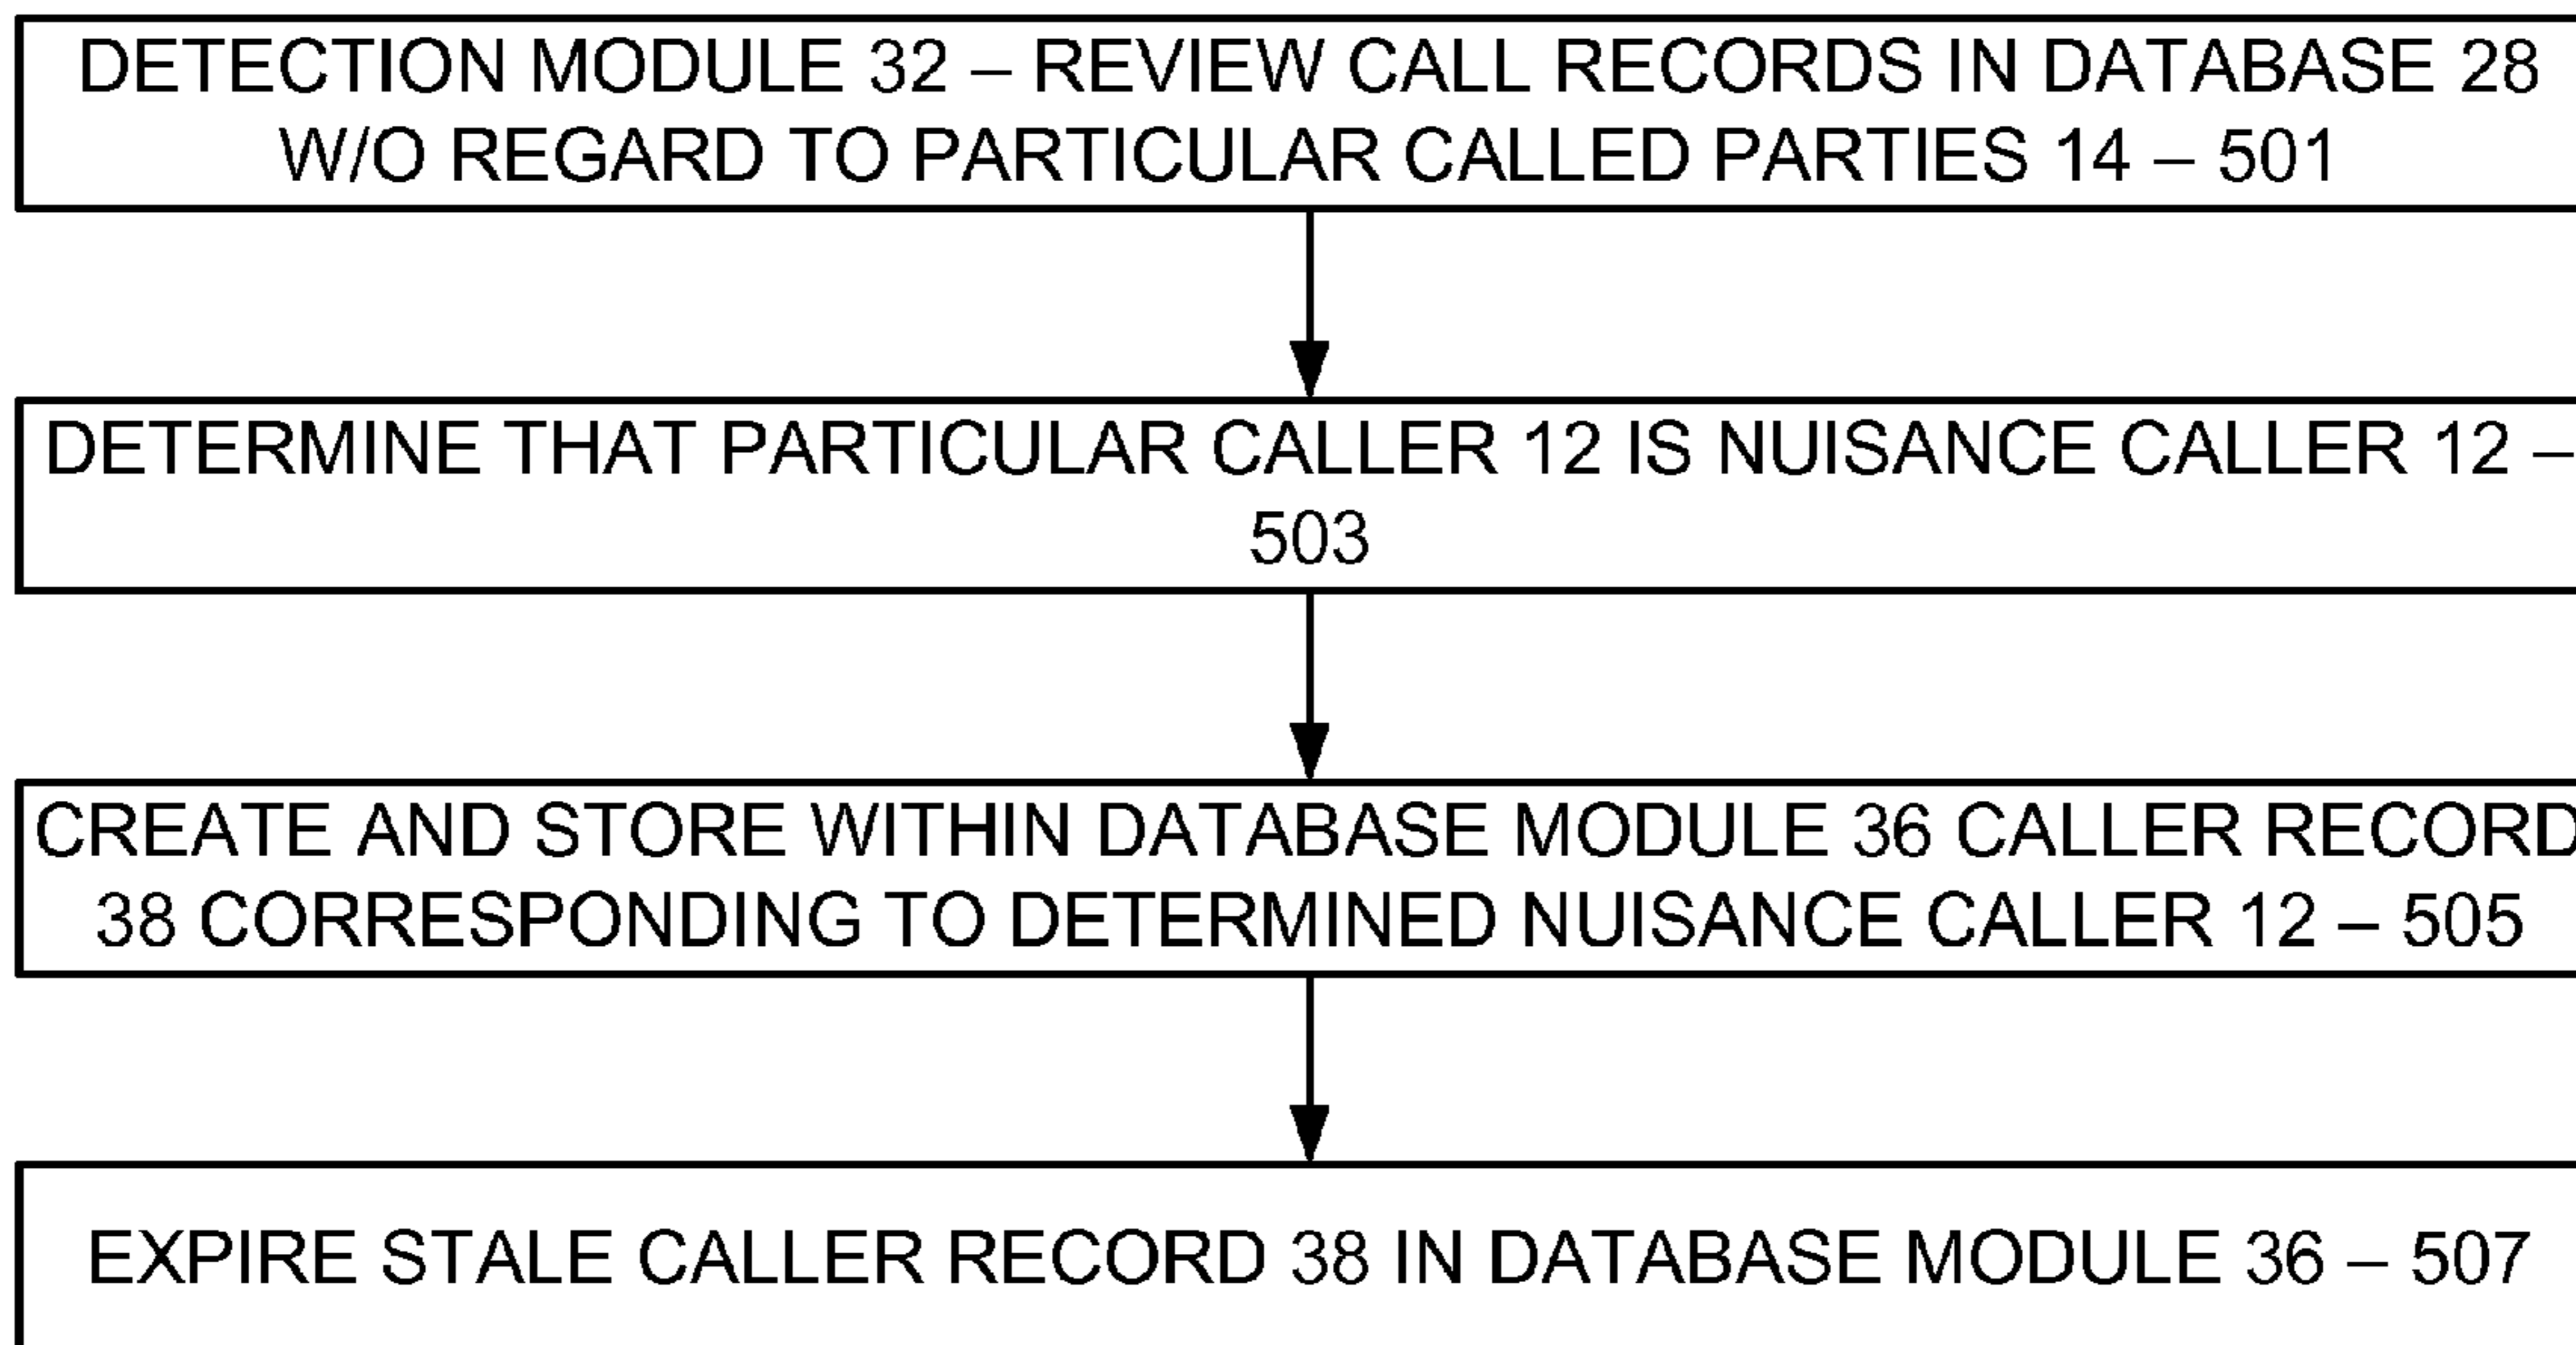 DETECTION MODULE 32 – REVIEW CALL RECORDS IN DATABASE 28
W/O REGARD TO PARTICULAR CALLED PARTIES 14 – 501
DETERMINE THAT PARTICULAR CALLER 12 IS NUISANCE CALLER 12 –
503
CREATE AND STORE WITHIN DATABASE MODULE 36 CALLER RECORD
38 CORRESPONDING TO DETERMINED NUISANCE CALLER 12 – 505
EXPIRE STALE CALLER RECORD 38 IN DATABASE MODULE 36 – 507